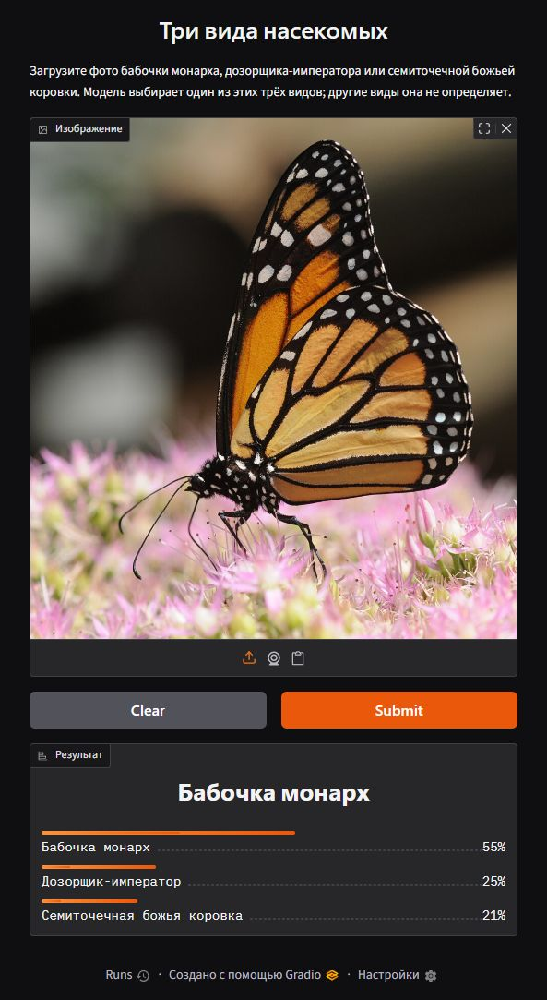 Три вида насекомых
Загрузите фото бабочки монарха, дозорщика-императора или семиточечной божьей
коровки. Модель выбирает один из этих трёх видов; другие виды она не определяет.
Изображение
Clear
Submit
Результат
Бабочка монарх
Бабочка монарх 55%
Дозорщик-император 25%
Семиточечная божья коровка 21%
Runs · Создано с помощью Gradio · Настройки